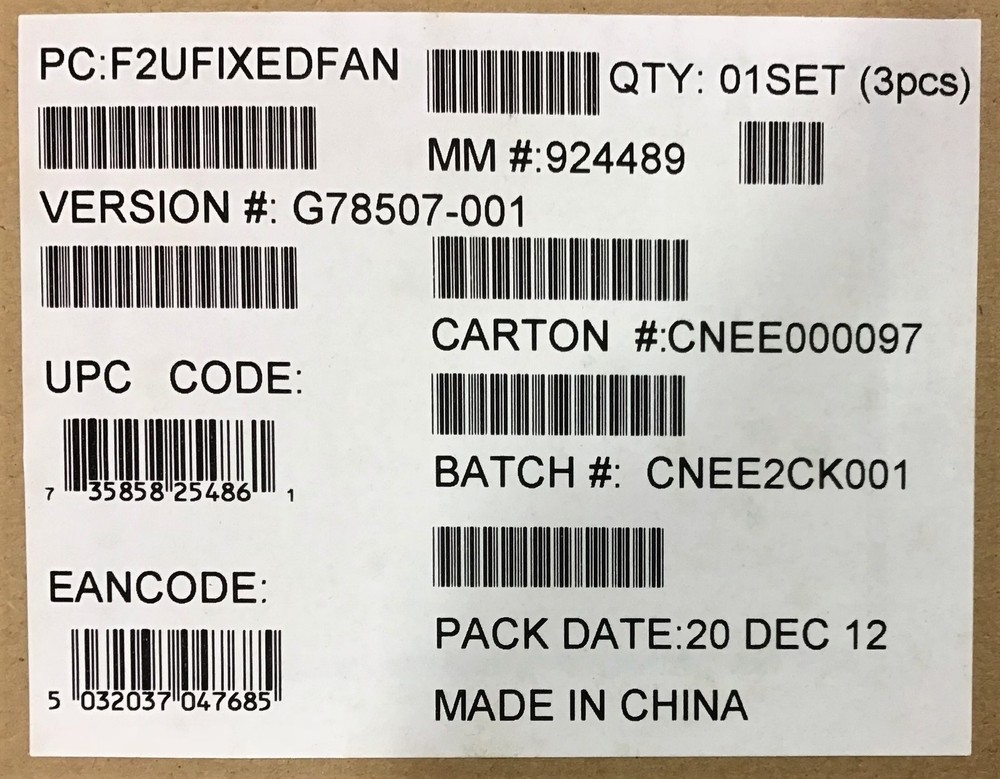 PC:F2UFIXEDFAN
QTY: 01SET (3pcs)
MM #:924489
VERSION #: G78507-001
CARTON #:CNEE000097
UPC CODE:
7 35858 25486 1
BATCH #: CNEE2CK001
EANCODE:
5 032037 047685
PACK DATE:20 DEC 12
MADE IN CHINA